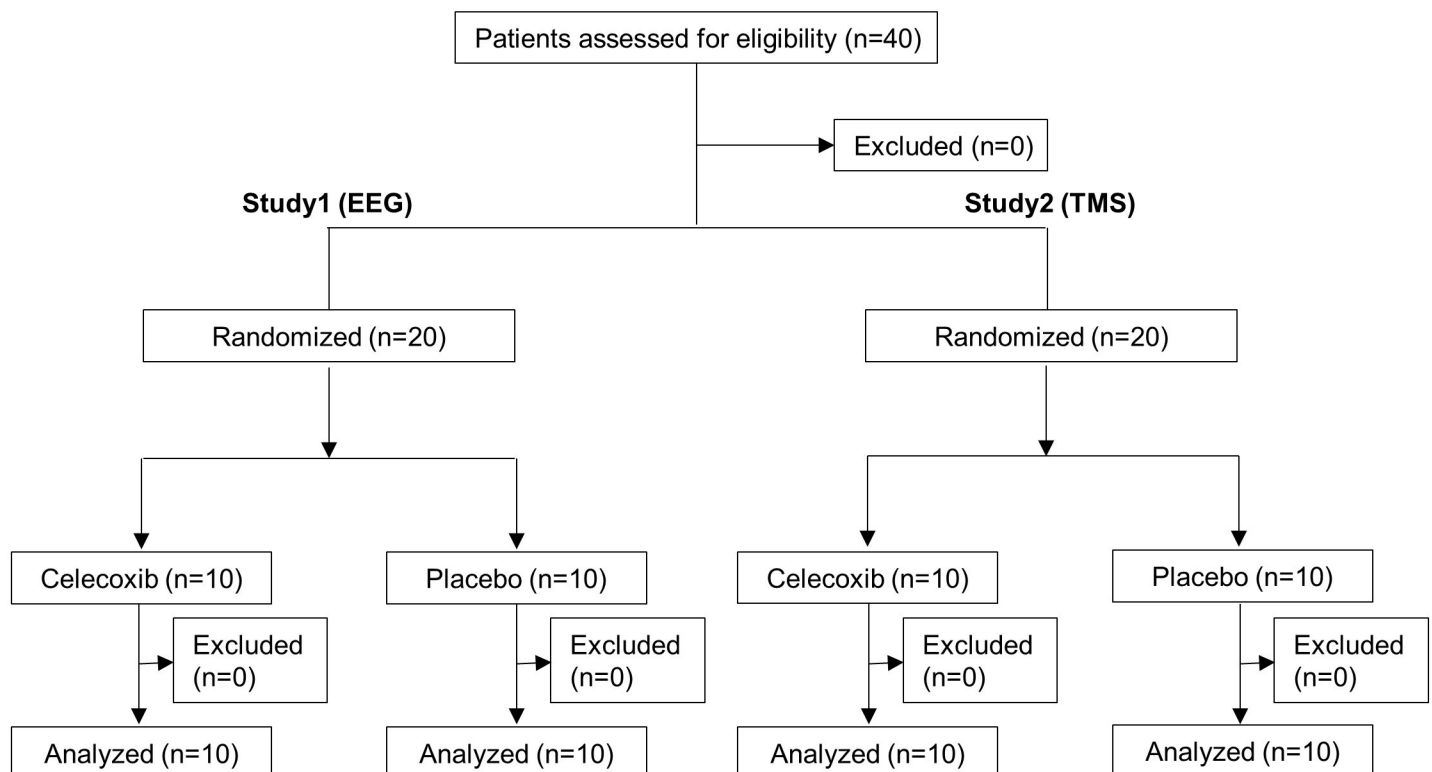 Patients assessed for eligibility (n=40)
Excluded (n=0)
Study1 (EEG)
Study2 (TMS)
Randomized (n=20)
Randomized (n=20)
Celecoxib (n=10)
Placebo (n=10)
Celecoxib (n=10)
Placebo (n=10)
Excluded
(n=0)
Excluded
(n=0)
Excluded
(n=0)
Excluded
(n=0)
Analyzed (n=10)
Analyzed (n=10)
Analyzed (n=10)
Analyzed (n=10)